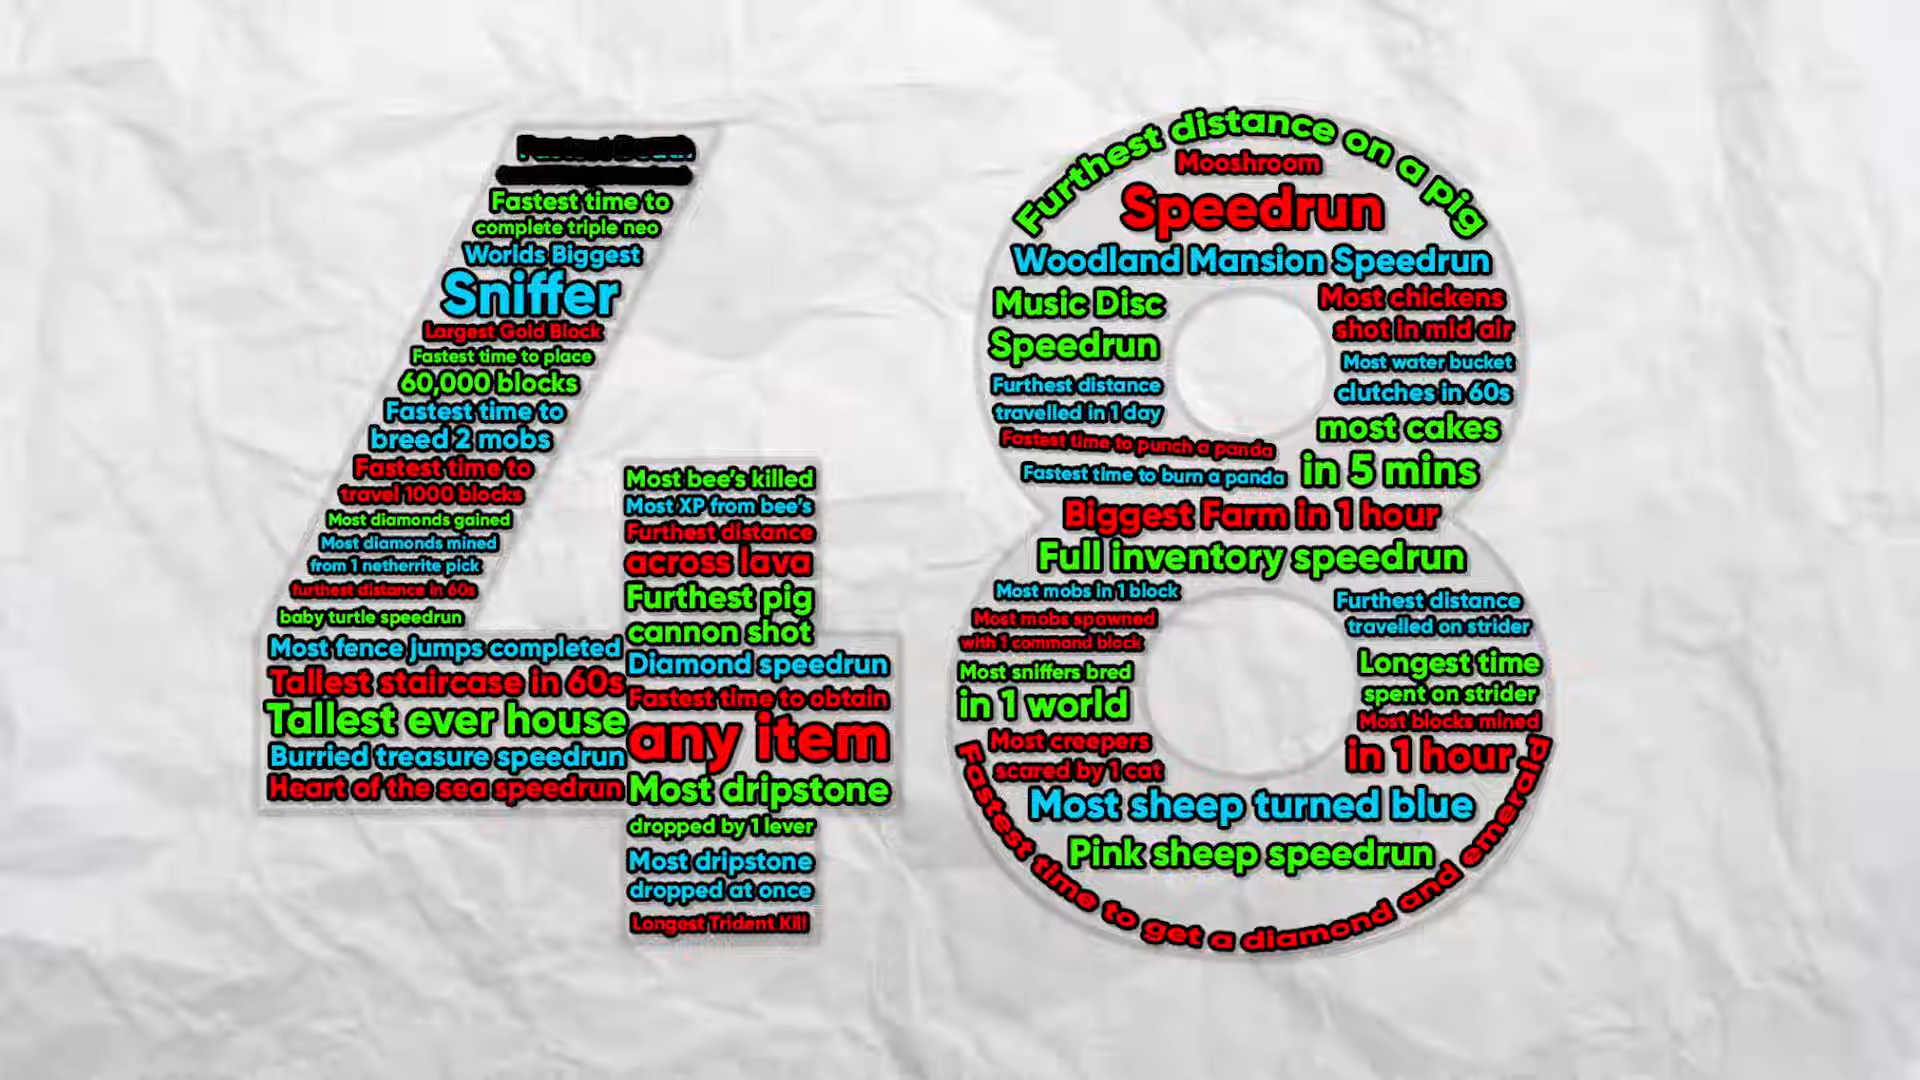 Fastest time to
complete triple neo
Worlds Biggest
Sniffer
Largest Gold Block
Fastest time to place
60,000 blocks
Fastest time to
breed 2 mobs
Fastest time to
travel 1000 blocks
Most diamonds gained
Most diamonds mined
from 1 netherrite pick
furthest distance in 60s
baby turtle speedrun
Most fence jumps completed
Tallest staircase in 60s
Tallest ever house
Burried treasure speedrun
Heart of the sea speedrun
Most bee's killed
Most XP from bee's
Furthest distance
across lava
Furthest pig
cannon shot
Diamond speedrun
Fastest time to obtain
any item
Most dripstone
dropped by 1 lever
Most dripstone
dropped at once
Longest Trident Kill
Furthest distance on a pig
Mooshroom
Speedrun
Woodland Mansion Speedrun
Music Disc
Speedrun
Furthest distance
travelled in 1 day
Fastest time to punch a panda
Fastest time to burn a panda
Most chickens
shot in mid air
Most water bucket
clutches in 60s
most cakes
in 5 mins
Biggest Farm in 1 hour
Full inventory speedrun
Most mobs in 1 block
Most mobs spawned
with 1 command block
Most sniffers bred
in 1 world
Most creepers
scared by 1 cat
Furthest distance
travelled on strider
Longest time
spent on strider
Most blocks mined
in 1 hour
Most sheep turned blue
Pink sheep speedrun
Fastest time to get a diamond and emerald